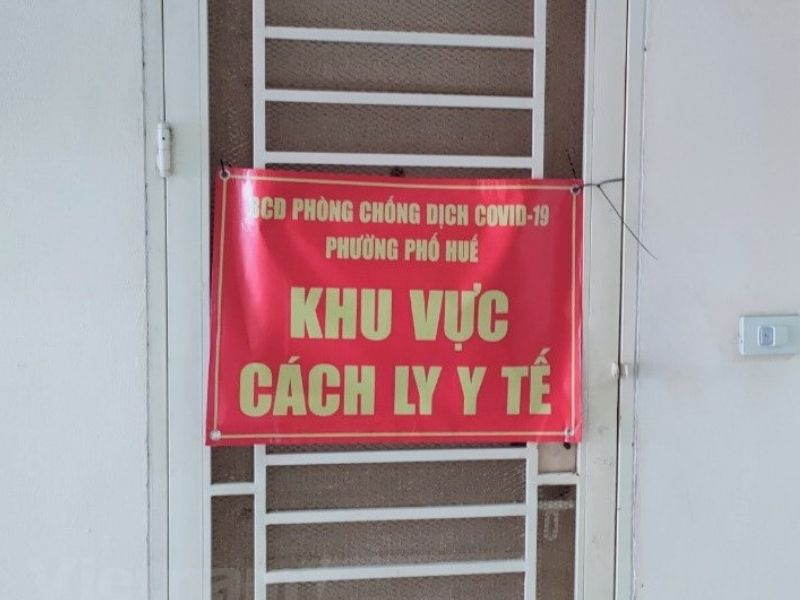 BCĐ PHÒNG CHỐNG DỊCH COVID-19
PHƯỜNG PHỐ HUẾ
KHU VỰC
CÁCH LY Y TẾ